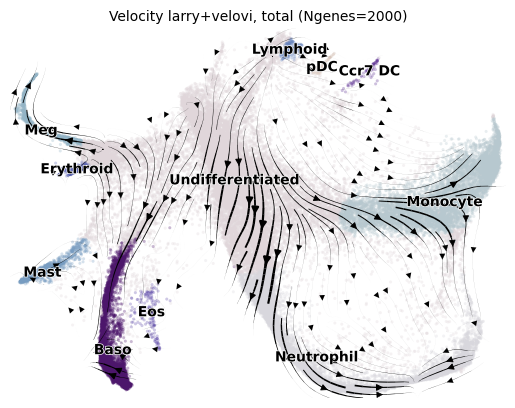 Velocity larry+velovi, total (Ngenes=2000)
Lymphoid
pDC
Ccr7 DC
Meg
Erythroid
Undifferentiated
Monocyte
Mast
Eos
Baso
Neutrophil